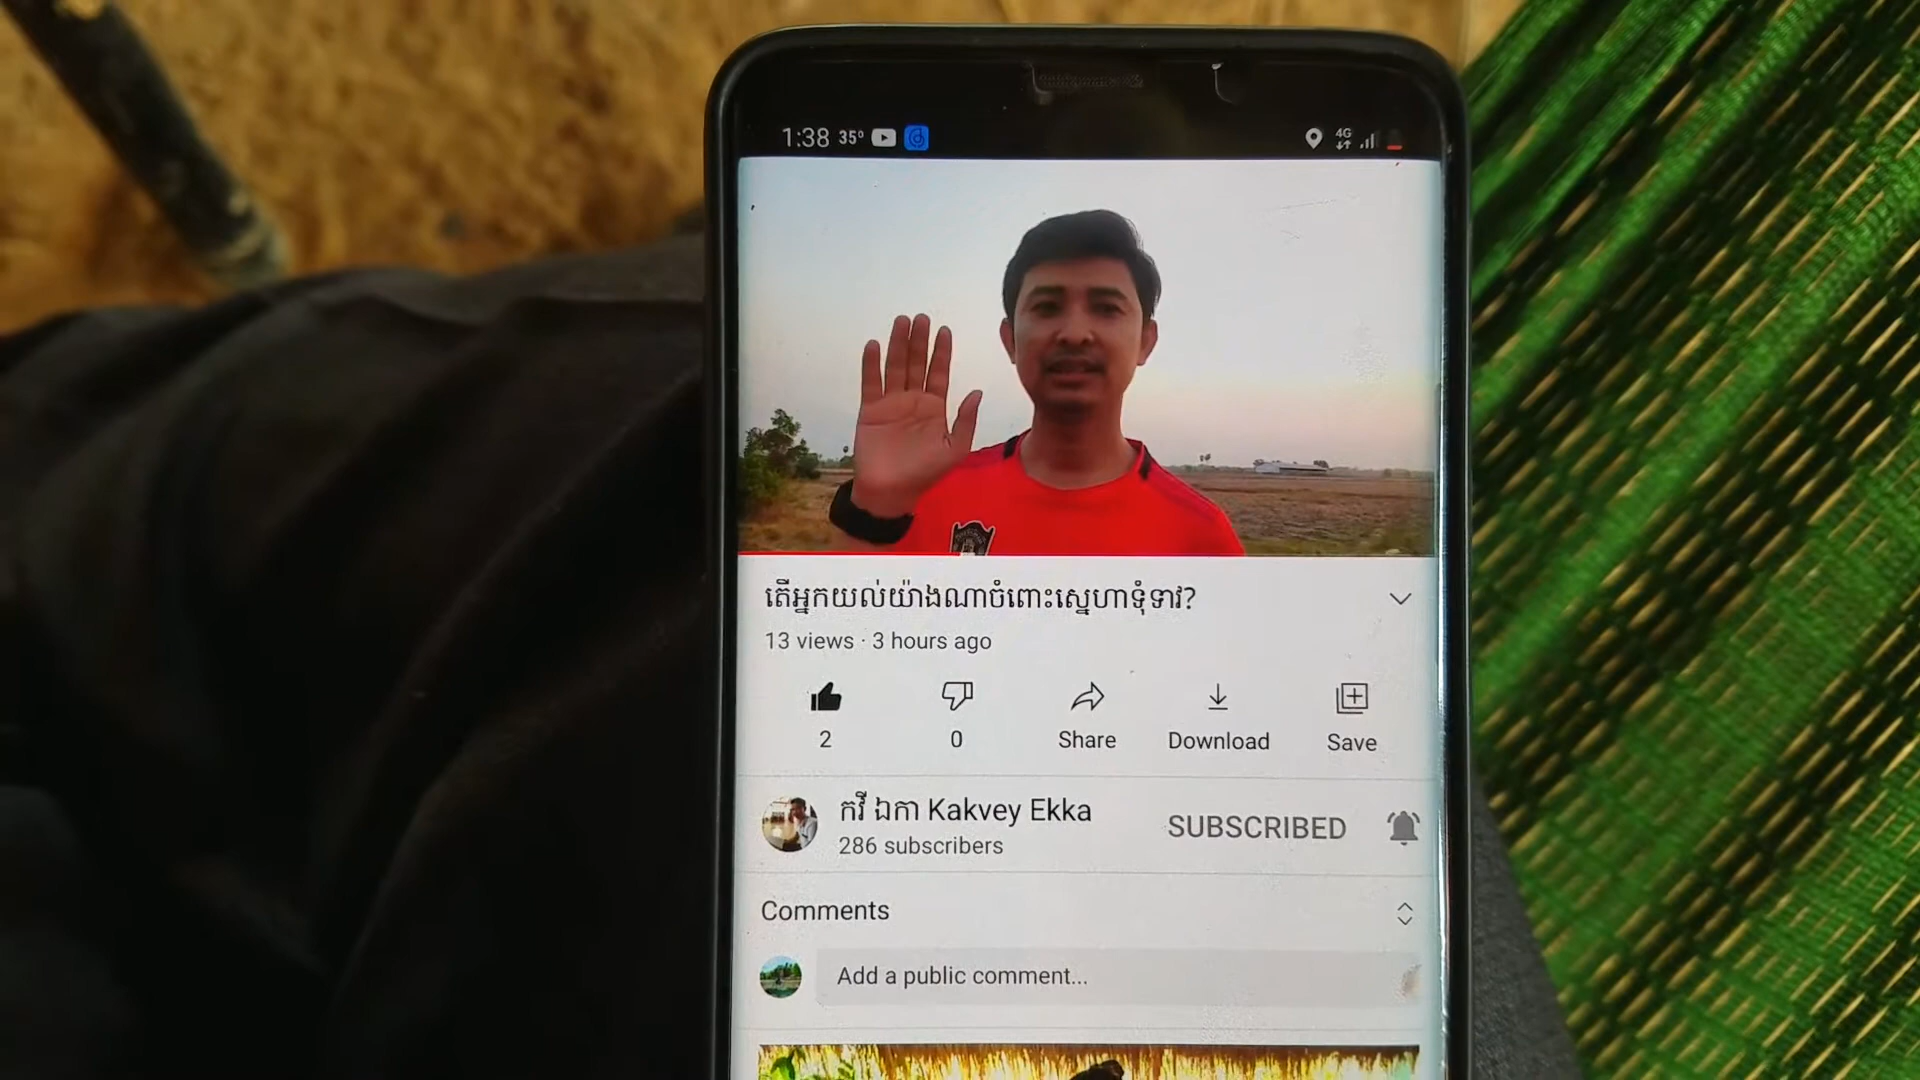 1:38 35°
4G
តើអ្នកយល់យ៉ាងណាចំពោះស្នេហាទុំទាវ?
13 views · 3 hours ago
2 0 Share Download Save
កវី ឯកា Kakvey Ekka SUBSCRIBED
286 subscribers
Comments
Add a public comment...